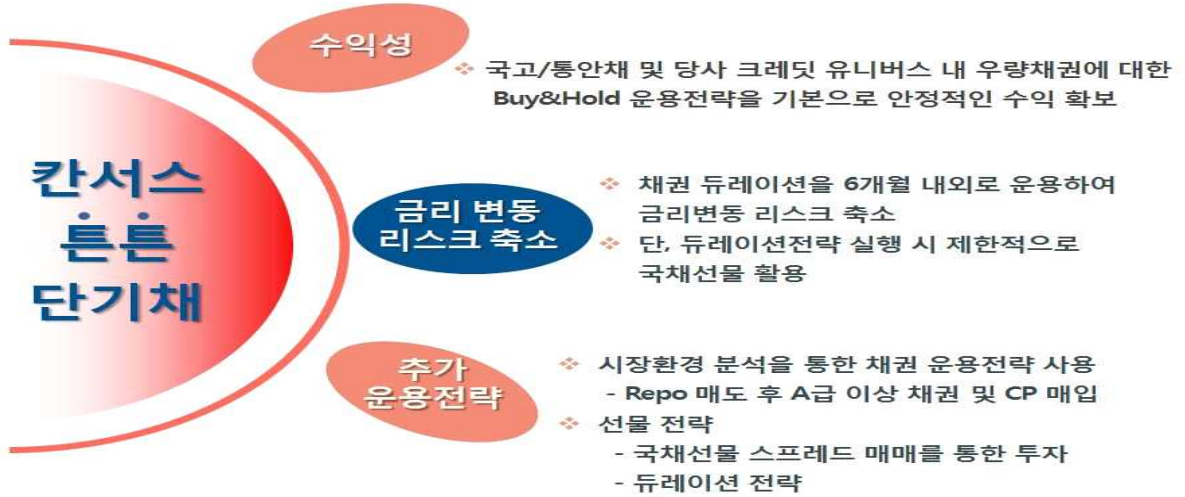 칸서스
튼튼
단기채
수익성
❖ 국고/통안채 및 당사 크레딧 유니버스 내 우량채권에 대한
Buy&Hold 운용전략을 기본으로 안정적인 수익 확보
금리 변동
리스크 축소
❖ 채권 듀레이션을 6개월 내외로 운용하여
금리변동 리스크 축소
❖ 단, 듀레이션전략 실행 시 제한적으로
국채선물 활용
추가
운용전략
❖ 시장환경 분석을 통한 채권 운용전략 사용
- Repo 매도 후 A급 이상 채권 및 CP 매입
❖ 선물 전략
- 국채선물 스프레드 매매를 통한 투자
- 듀레이션 전략